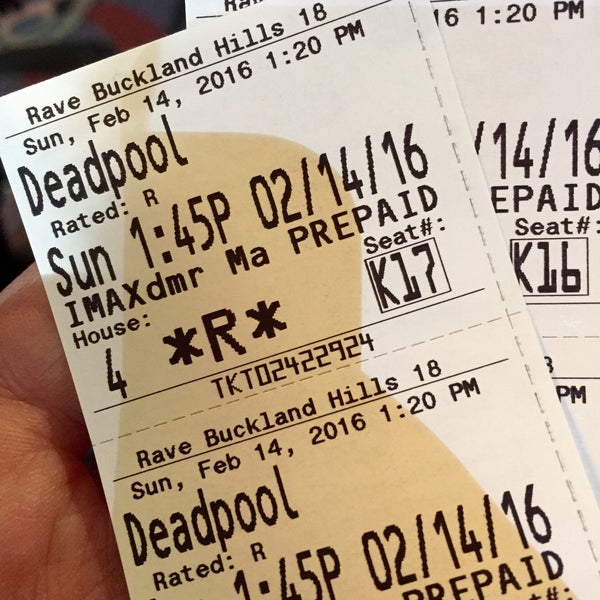 Rave Buckland Hills 18
Sun, Feb 14, 2016 1:20 PM
Deadpool
Rated: R
Sun 1:45P 02/14/16
IMAXdmr Ma PREPAID
House: Seat#:
4 *R* K17
TKT02422924
Rave Buckland Hills 18
Sun, Feb 14, 2016 1:20 PM
Deadpool
Rated: R
1:45P 02/14/16
PREPAID
16 1:20 PM
/14/16
EPAID
Seat#:
K16
PM